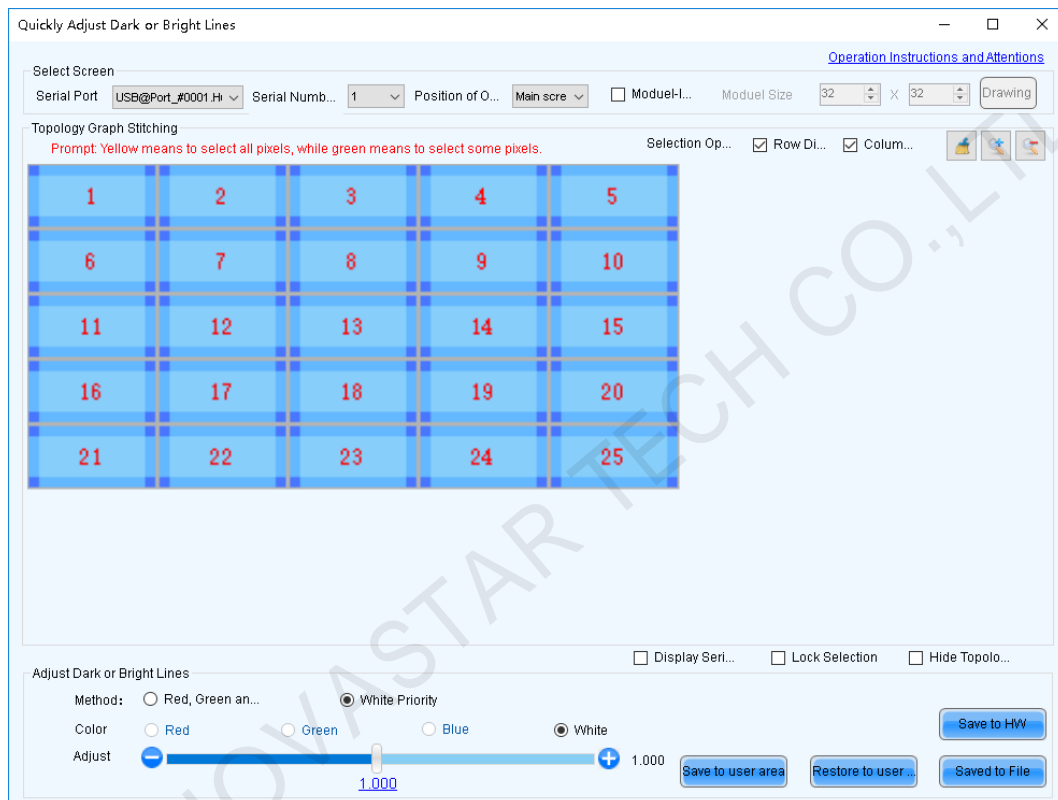 Quickly Adjust Dark or Bright Lines
Operation Instructions and Attentions
Select Screen
Serial Port USB@Port_#0001.H Serial Numb... 1 Position of O... Main scre Moduel-I... Moduel Size 32 X 32 Drawing
Topology Graph Stitching
Prompt: Yellow means to select all pixels, while green means to select some pixels. Selection Op... Row Di... Colum...
1 2 3 4 5
6 7 8 9 10
11 12 13 14 15
16 17 18 19 20
21 22 23 24 25
Display Seri... Lock Selection Hide Topolo...
Adjust Dark or Bright Lines
Method: Red, Green an... White Priority
Color Red Green Blue White
Save to HW
Adjust 1.000
1.000
Save to user area Restore to user ... Saved to File
NOVASTAR TECH CO.,LTD